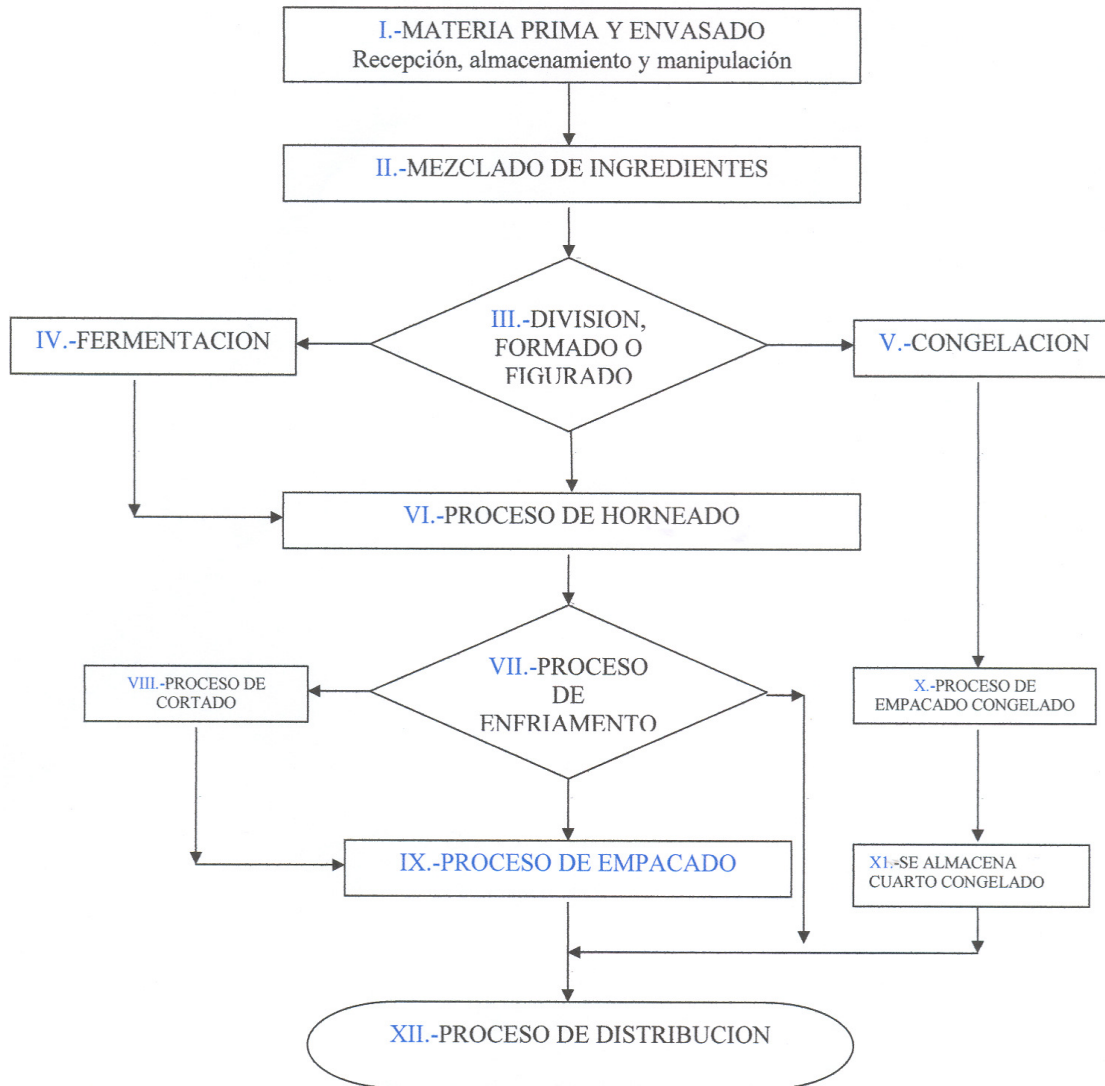 I.-MATERIA PRIMA Y ENVASADO
Recepción, almacenamiento y manipulación
II.-MEZCLADO DE INGREDIENTES
III.-DIVISION,
FORMADO O
FIGURADO
IV.-FERMENTACION
V.-CONGELACION
VI.-PROCESO DE HORNEADO
VII.-PROCESO
DE
ENFRIAMENTO
VIII.-PROCESO DE
CORTADO
X.-PROCESO DE
EMPACADO CONGELADO
IX.-PROCESO DE EMPACADO
XI.-SE ALMACENA
CUARTO CONGELADO
XII.-PROCESO DE DISTRIBUCION